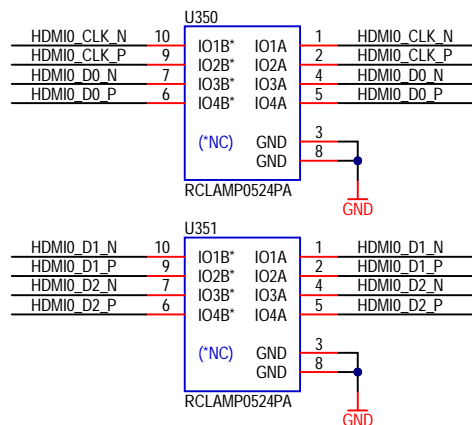 U350
HDMI0_CLK_N 10 IO1B* IO1A 1 HDMI0_CLK_N
HDMI0_CLK_P 9 IO2B* IO2A 2 HDMI0_CLK_P
HDMI0_D0_N 7 IO3B* IO3A 4 HDMI0_D0_N
HDMI0_D0_P 6 IO4B* IO4A 5 HDMI0_D0_P
(*NC) GND 3
GND 8
RCLAMP0524PA
GND
U351
HDMI0_D1_N 10 IO1B* IO1A 1 HDMI0_D1_N
HDMI0_D1_P 9 IO2B* IO2A 2 HDMI0_D1_P
HDMI0_D2_N 7 IO3B* IO3A 4 HDMI0_D2_N
HDMI0_D2_P 6 IO4B* IO4A 5 HDMI0_D2_P
(*NC) GND 3
GND 8
RCLAMP0524PA
GND